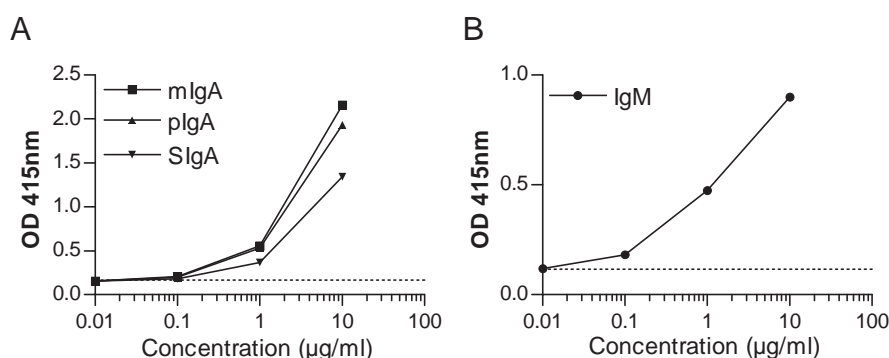 A
OD 415nm
2.5
2.0
1.5
1.0
0.5
0.0
mIgA
pIgA
SIgA
0.01 0.1 1 10 100
Concentration (µg/ml)
B
OD 415nm
1.0
0.5
0.0
IgM
0.01 0.1 1 10 100
Concentration (µg/ml)